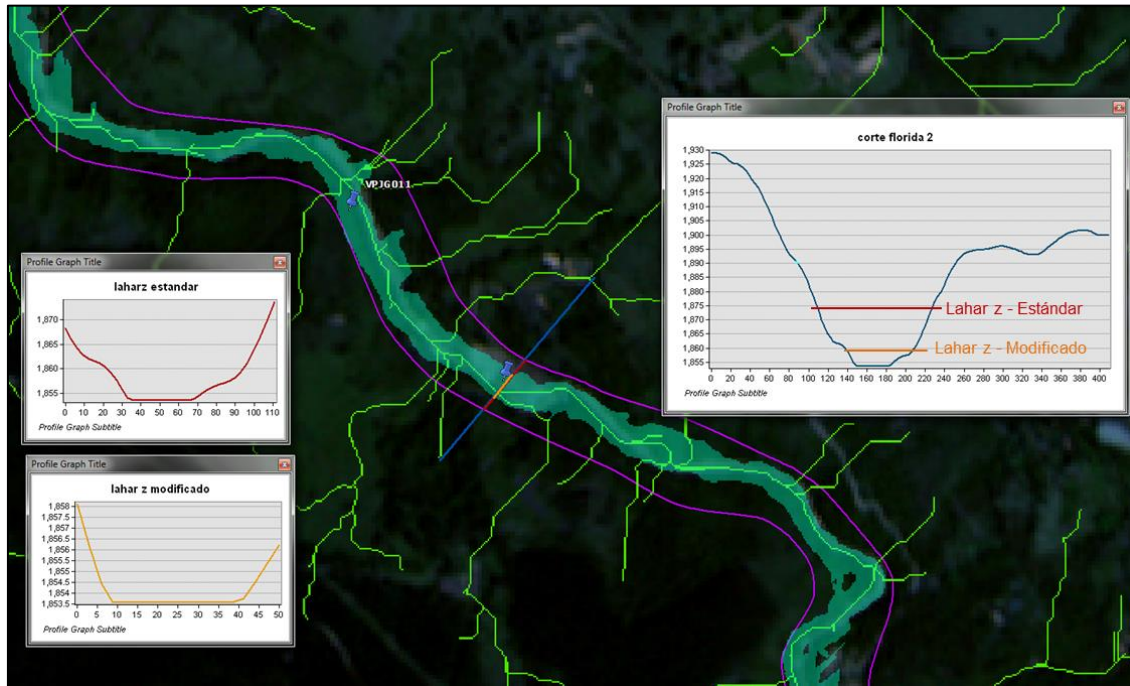 VPJG011
Profile Graph Title
laharz estandar
1,870
1,865
1,860
1,855
0 10 20 30 40 50 60 70 80 90 100 110
Profile Graph Subtitle
Profile Graph Title
lahar z modificado
1,858
1,857.5
1,857
1,856.5
1,856
1,855.5
1,855
1,854.5
1,854
1,853.5
0 5 10 15 20 25 30 35 40 45 50
Profile Graph Subtitle
Profile Graph Title
corte florida 2
1,930
1,925
1,920
1,915
1,910
1,905
1,900
1,895
1,890
1,885
1,880
1,875
1,870
1,865
1,860
1,855
Lahar z - Estándar
Lahar z - Modificado
0 20 40 60 80 100 120 140 160 180 200 220 240 260 280 300 320 340 360 380 400
Profile Graph Subtitle